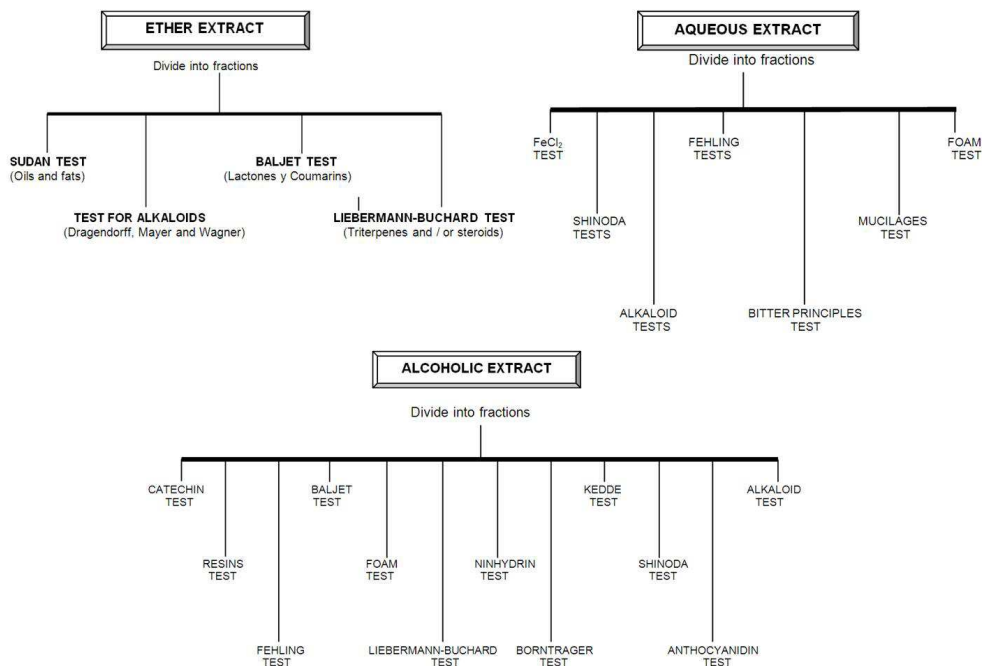 ETHER EXTRACT
Divide into fractions
SUDAN TEST
(Oils and fats)
BALJET TEST
(Lactones y Coumarins)
TEST FOR ALKALOIDS
(Dragendorff, Mayer and Wagner)
LIEBERMANN-BUCHARD TEST
(Triterpenes and / or steroids)
AQUEOUS EXTRACT
Divide into fractions
FeCl₂
TEST
FEHLING
TESTS
FOAM
TEST
SHINODA
TESTS
MUCILAGES
TEST
ALKALOID
TESTS
BITTER PRINCIPLES
TEST
ALCOHOLIC EXTRACT
Divide into fractions
CATECHIN
TEST
BALJET
TEST
KEDDE
TEST
ALKALOID
TEST
RESINS
TEST
FOAM
TEST
NINHYDRIN
TEST
SHINODA
TEST
FEHLING
TEST
LIEBERMANN-BUCHARD
TEST
BORNTRAGER
TEST
ANTHOCYANIDIN
TEST